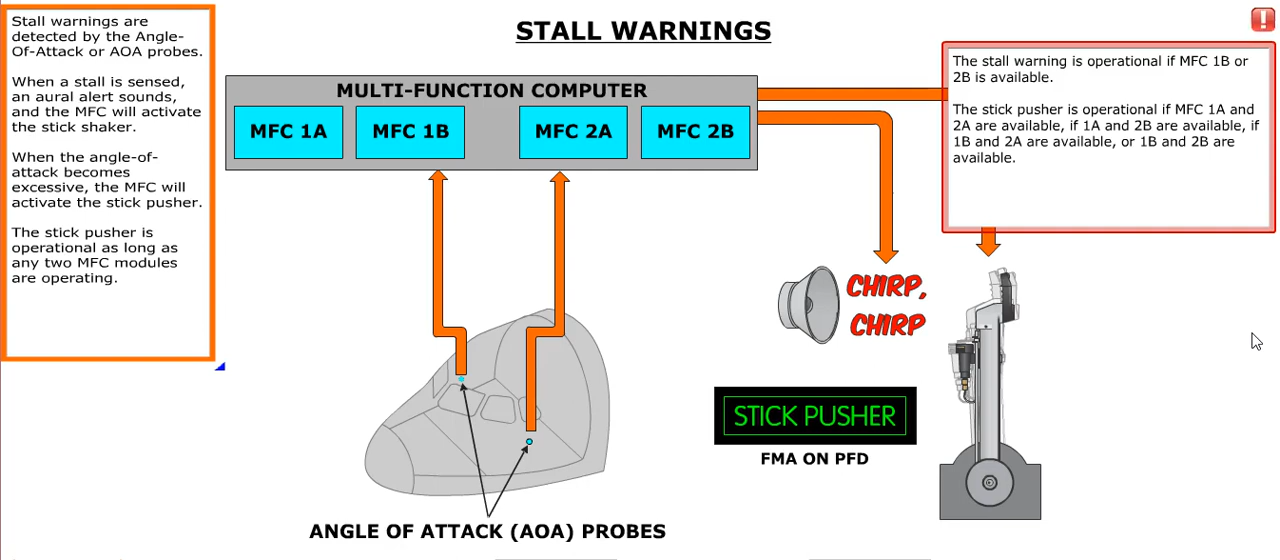 STALL WARNINGS
Stall warnings are
detected by the Angle-
Of-Attack or AOA probes.
When a stall is sensed,
an aural alert sounds,
and the MFC will activate
the stick shaker.
When the angle-of-
attack becomes
excessive, the MFC will
activate the stick pusher.
The stick pusher is
operational as long as
any two MFC modules
are operating.
MULTI-FUNCTION COMPUTER
MFC 1A
MFC 1B
MFC 2A
MFC 2B
The stall warning is operational if MFC 1B or
2B is available.
The stick pusher is operational if MFC 1A and
2A are available, if 1A and 2B are available, if
1B and 2A are available, or 1B and 2B are
available.
CHIRP,
CHIRP
STICK PUSHER
FMA ON PFD
ANGLE OF ATTACK (AOA) PROBES